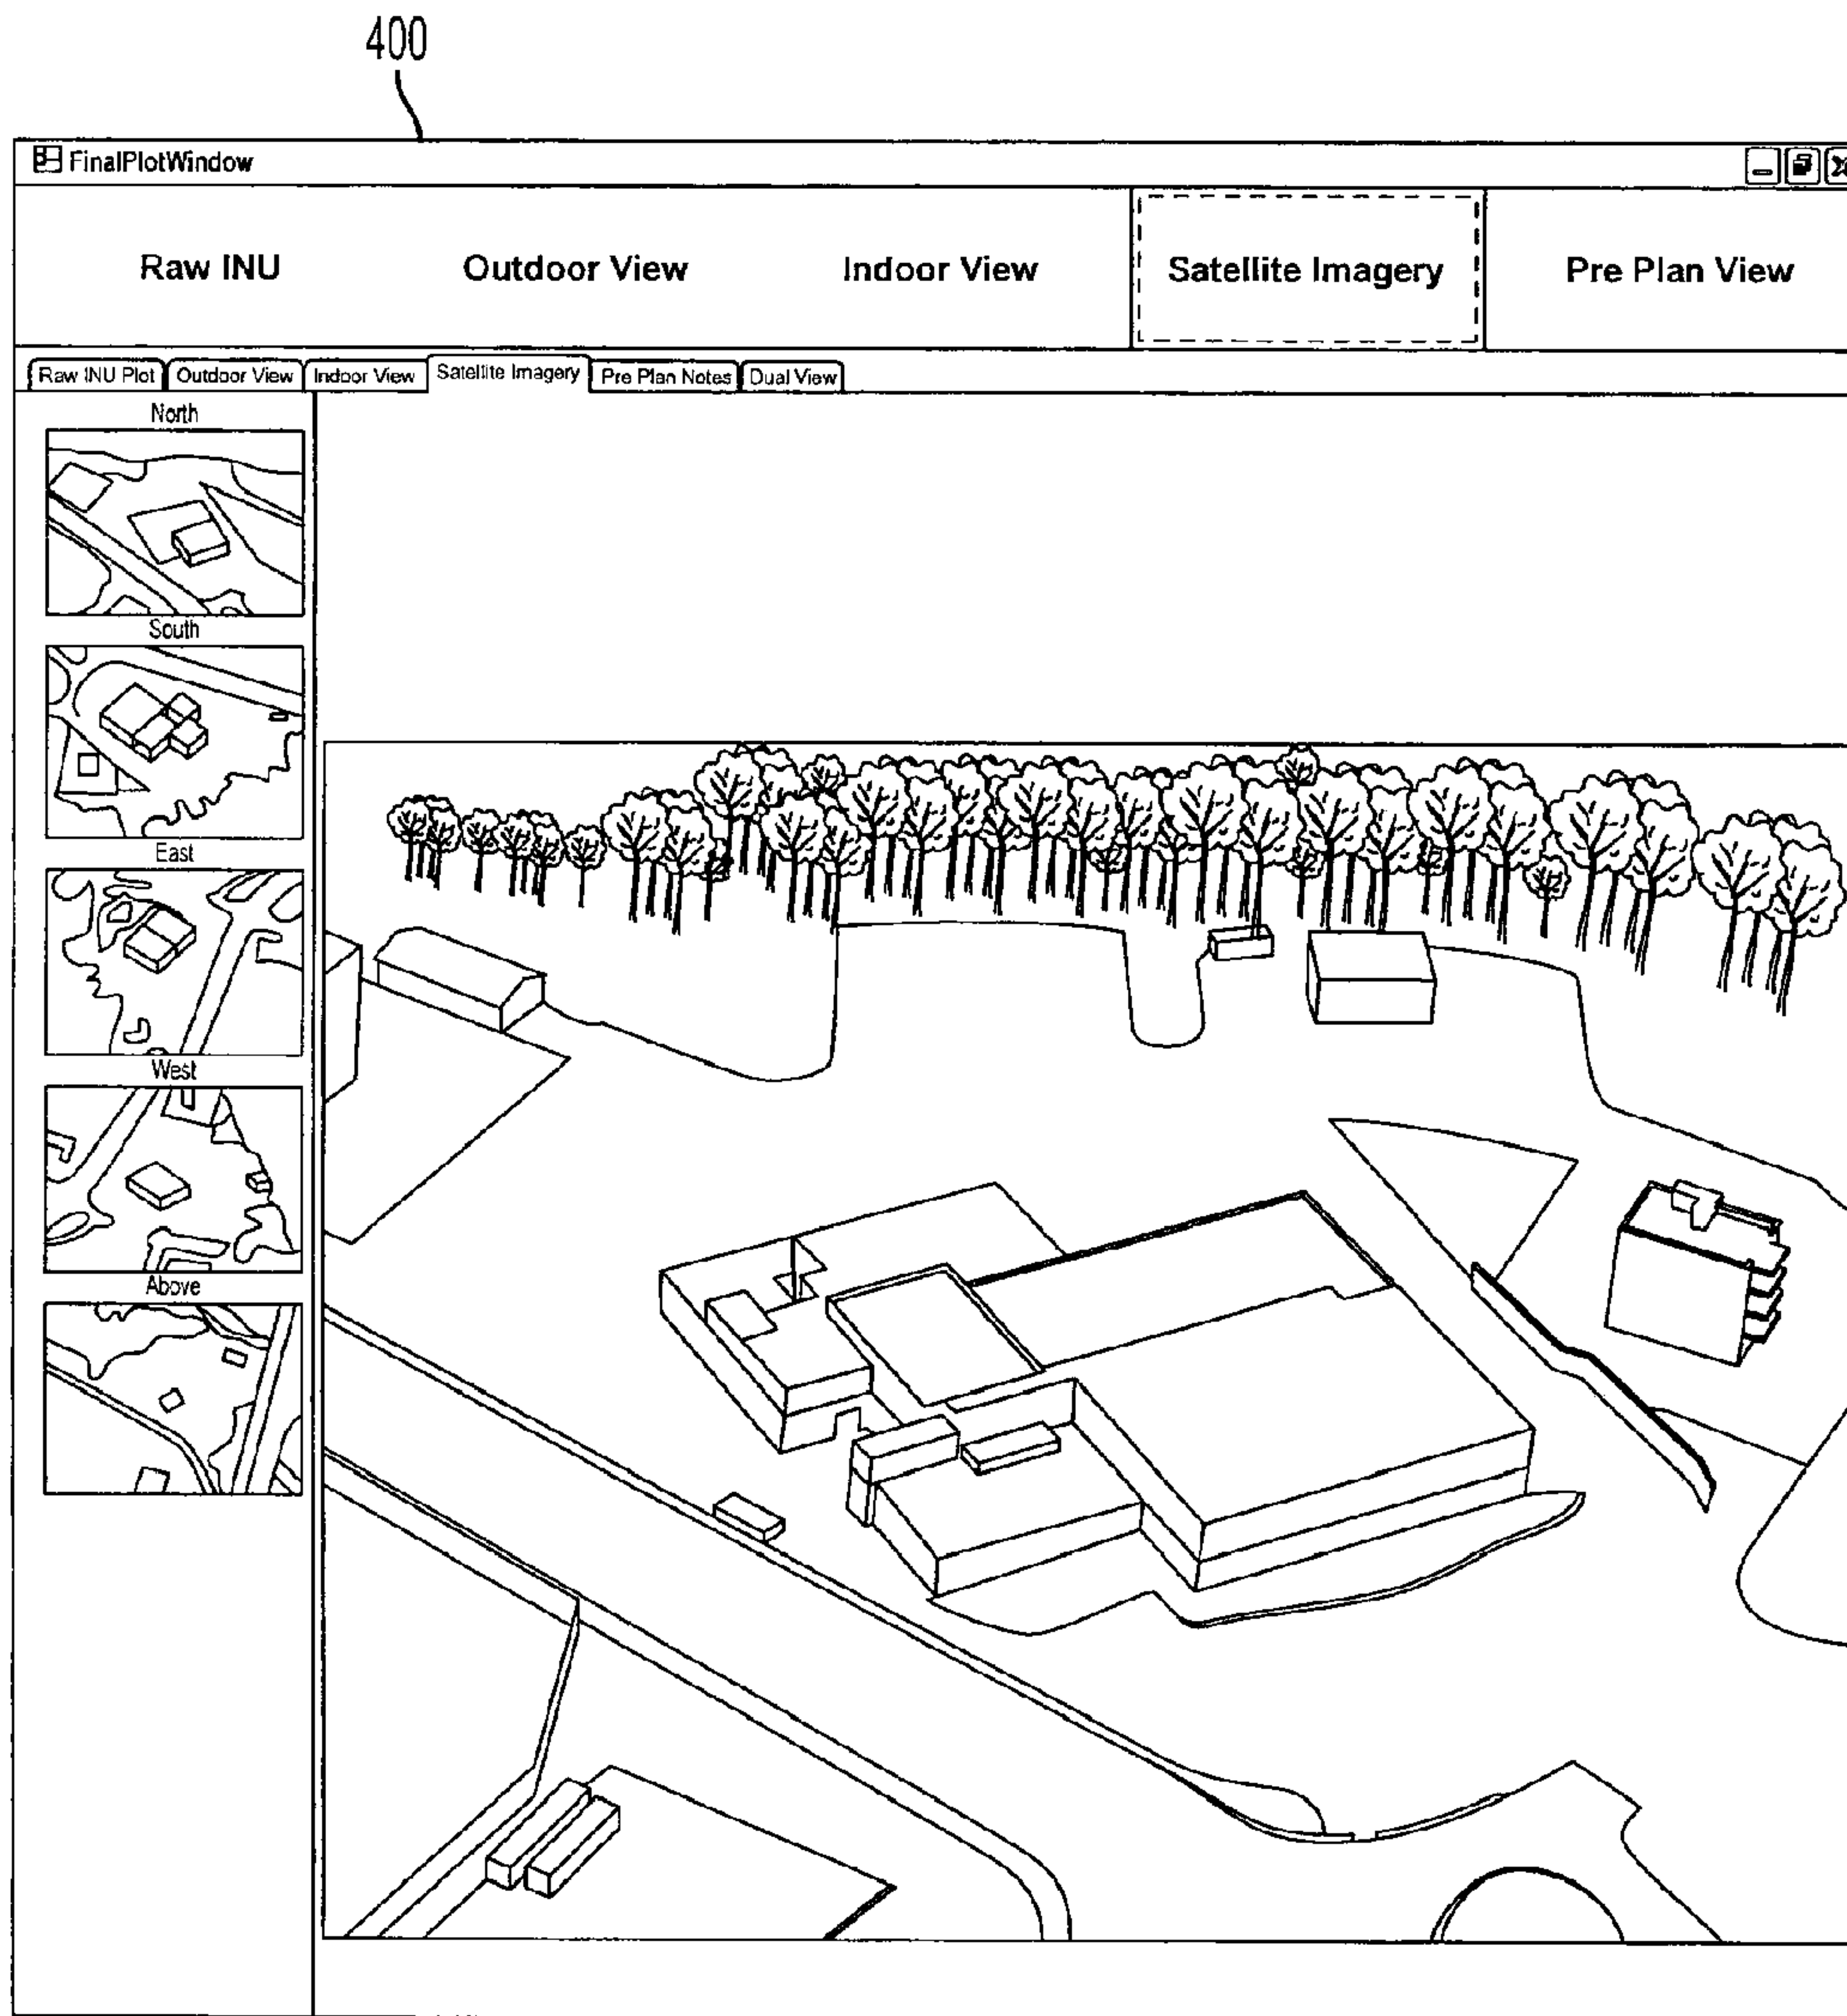 400
FinalPlotWindow
Raw INU Outdoor View Indoor View Satellite Imagery Pre Plan View
Raw INU Plot Outdoor View Indoor View Satellite Imagery Pre Plan Notes Dual View
North
South
East
West
Above